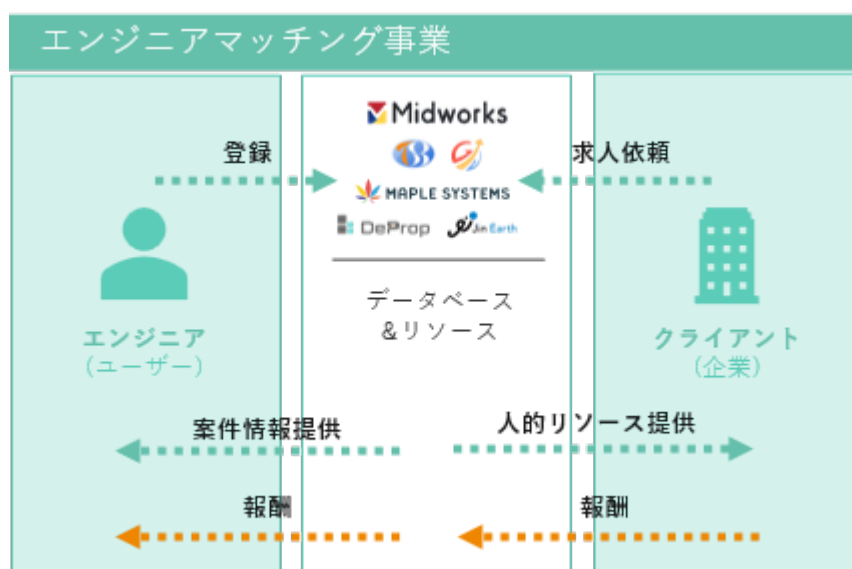 エンジニアマッチング事業
Midworks
登録
求人依頼
TSR
MAPLE SYSTEMS
DeProp
Jin Earth
データベース
&リソース
エンジニア
(ユーザー)
クライアント
(企業)
案件情報提供
人的リソース提供
報酬
報酬